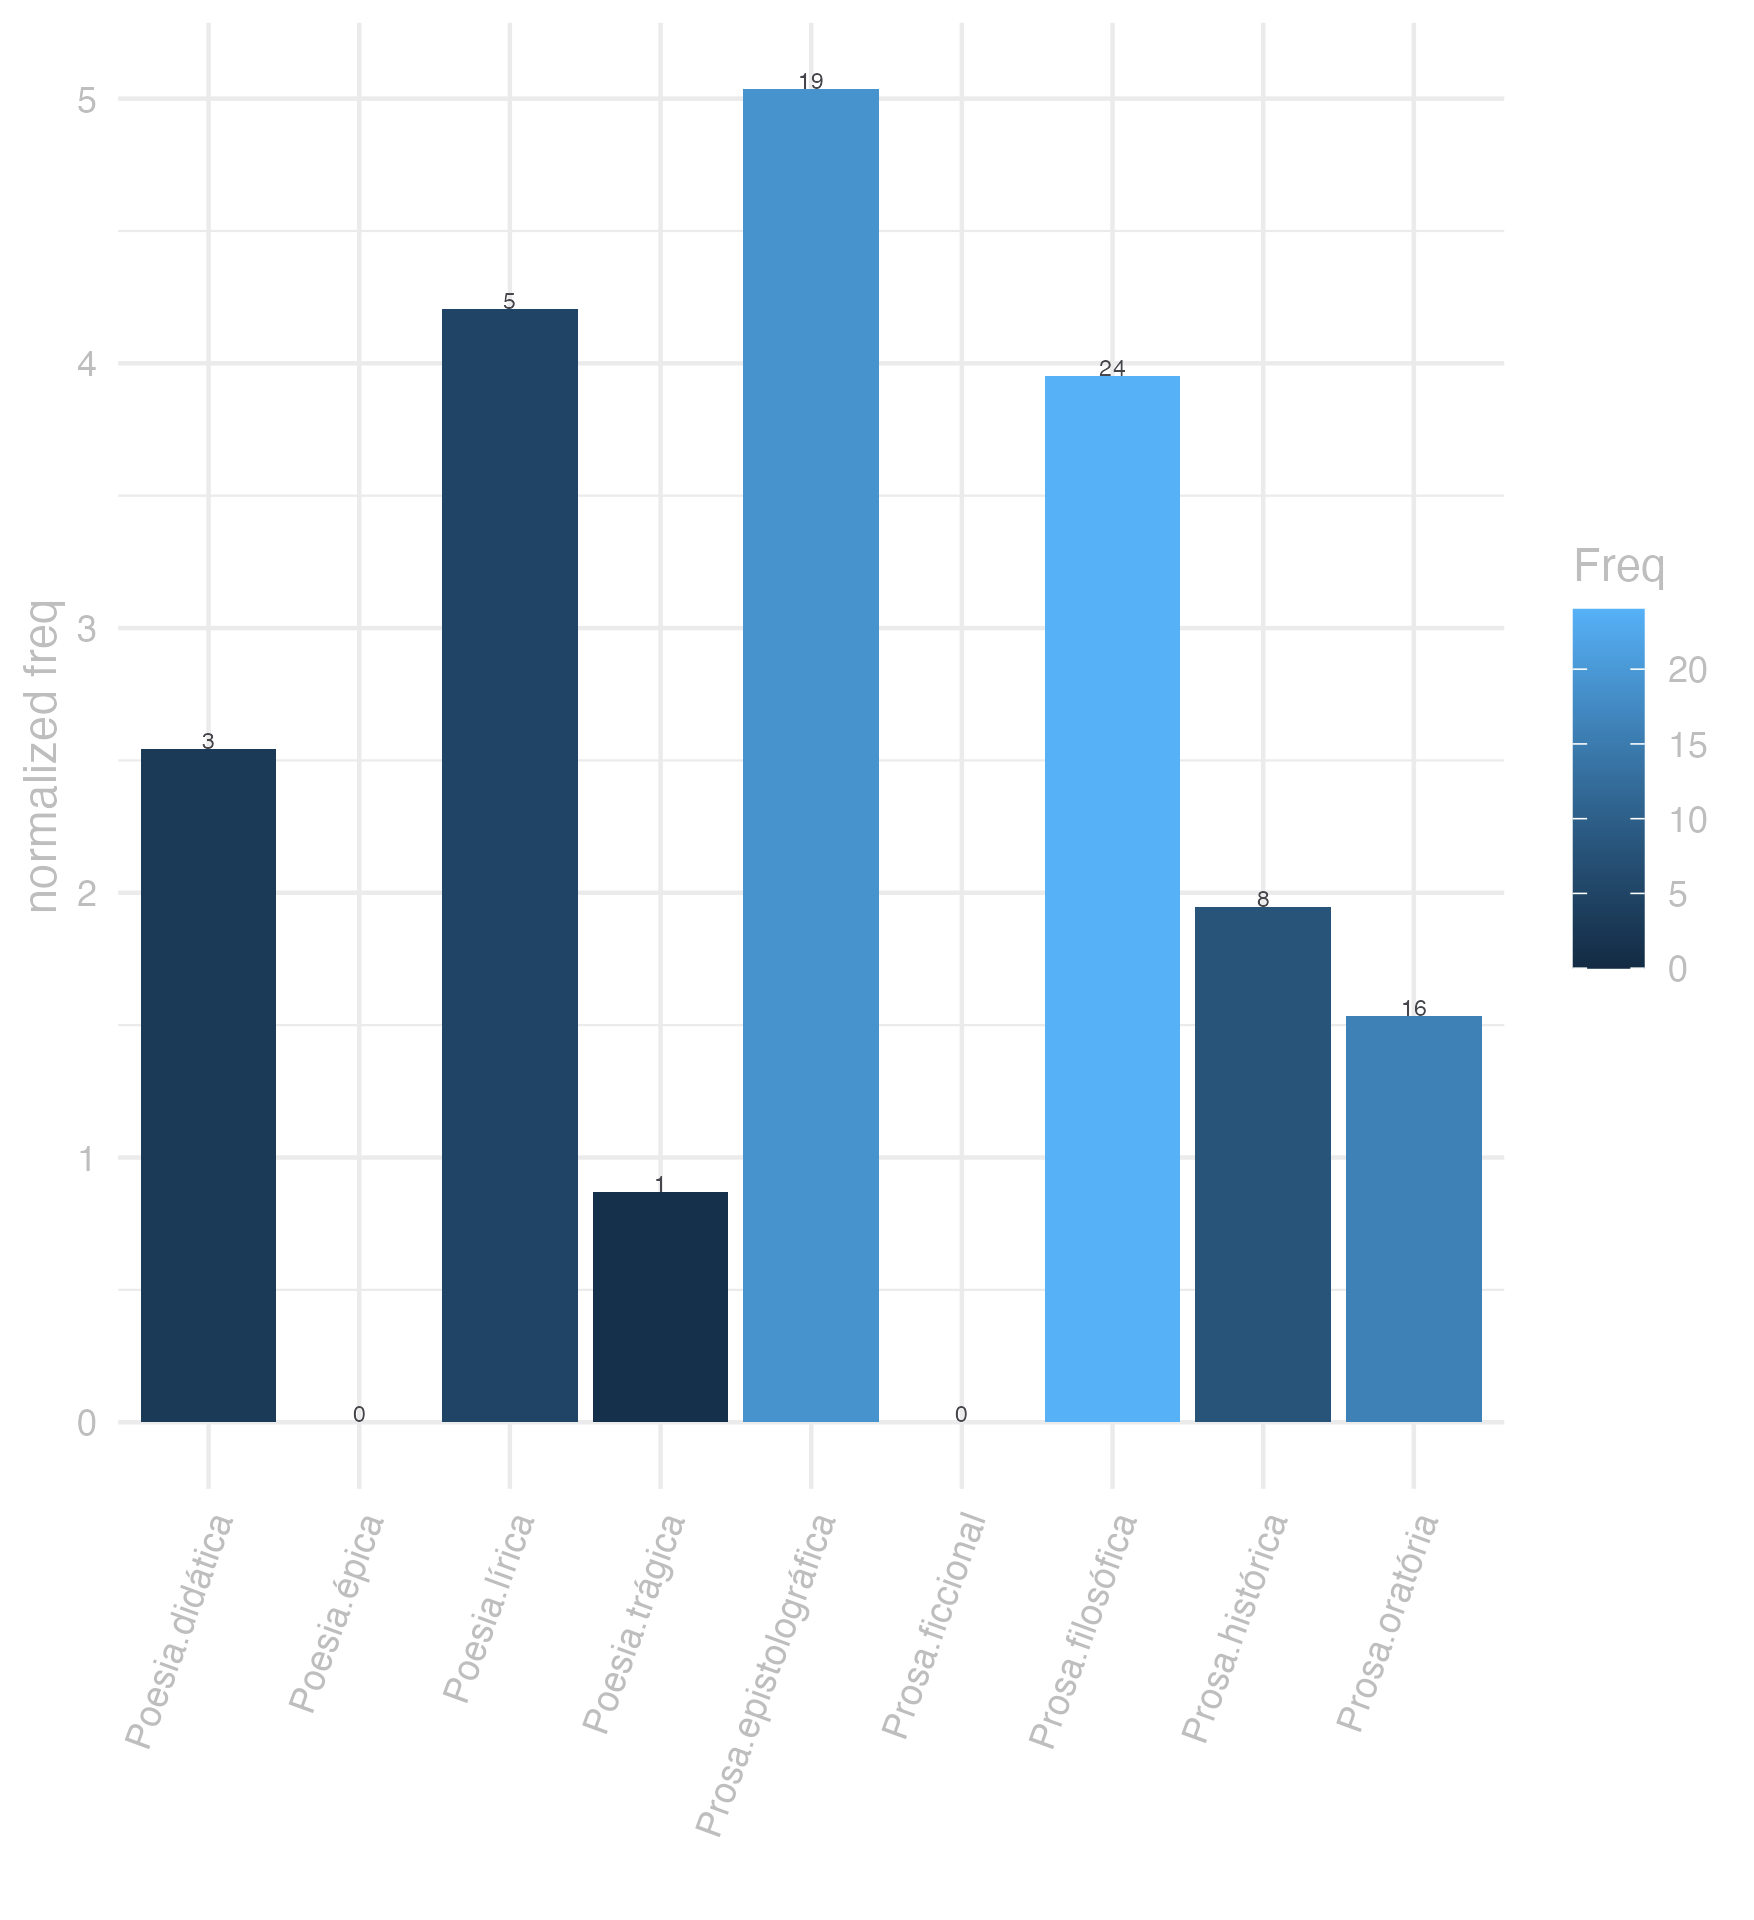 normalized freq
5
4
3
2
1
0
3
0
5
1
19
0
24
8
16
Poesia.didática
Poesia.épica
Poesia.lírica
Poesia.trágica
Prosa.epistolográfica
Prosa.ficcional
Prosa.filosófica
Prosa.histórica
Prosa.oratória
Freq
20
15
10
5
0